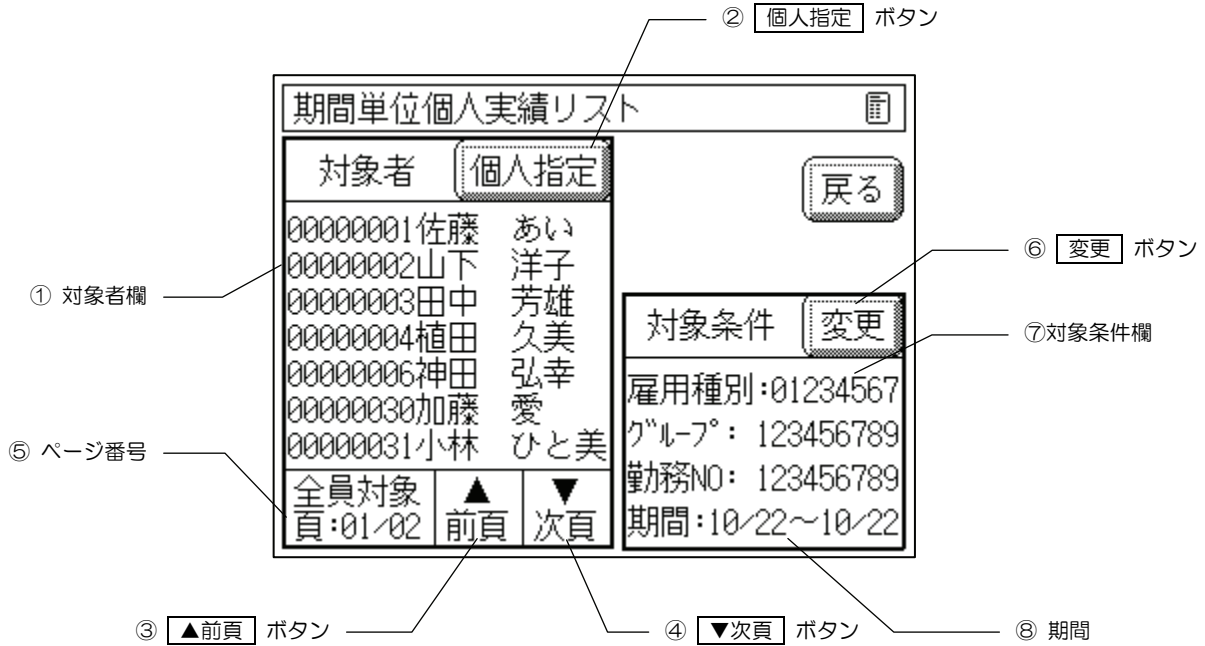 ② 個人指定 ボタン
期間単位個人実績リスト
対象者 個人指定
戻る
00000001佐藤 あい
00000002山下 洋子
00000003田中 芳雄
00000004植田 久美
00000006神田 弘幸
00000030加藤 愛
00000031小林 ひと美
① 対象者欄
⑤ ページ番号
全員対象
頁:01/02
▲
前頁
▼
次頁
⑥ 変更 ボタン
対象条件 変更
⑦対象条件欄
雇用種別:01234567
グループ: 123456789
勤務NO: 123456789
期間:10/22~10/22
③ ▲前頁 ボタン
④ ▼次頁 ボタン
⑧ 期間